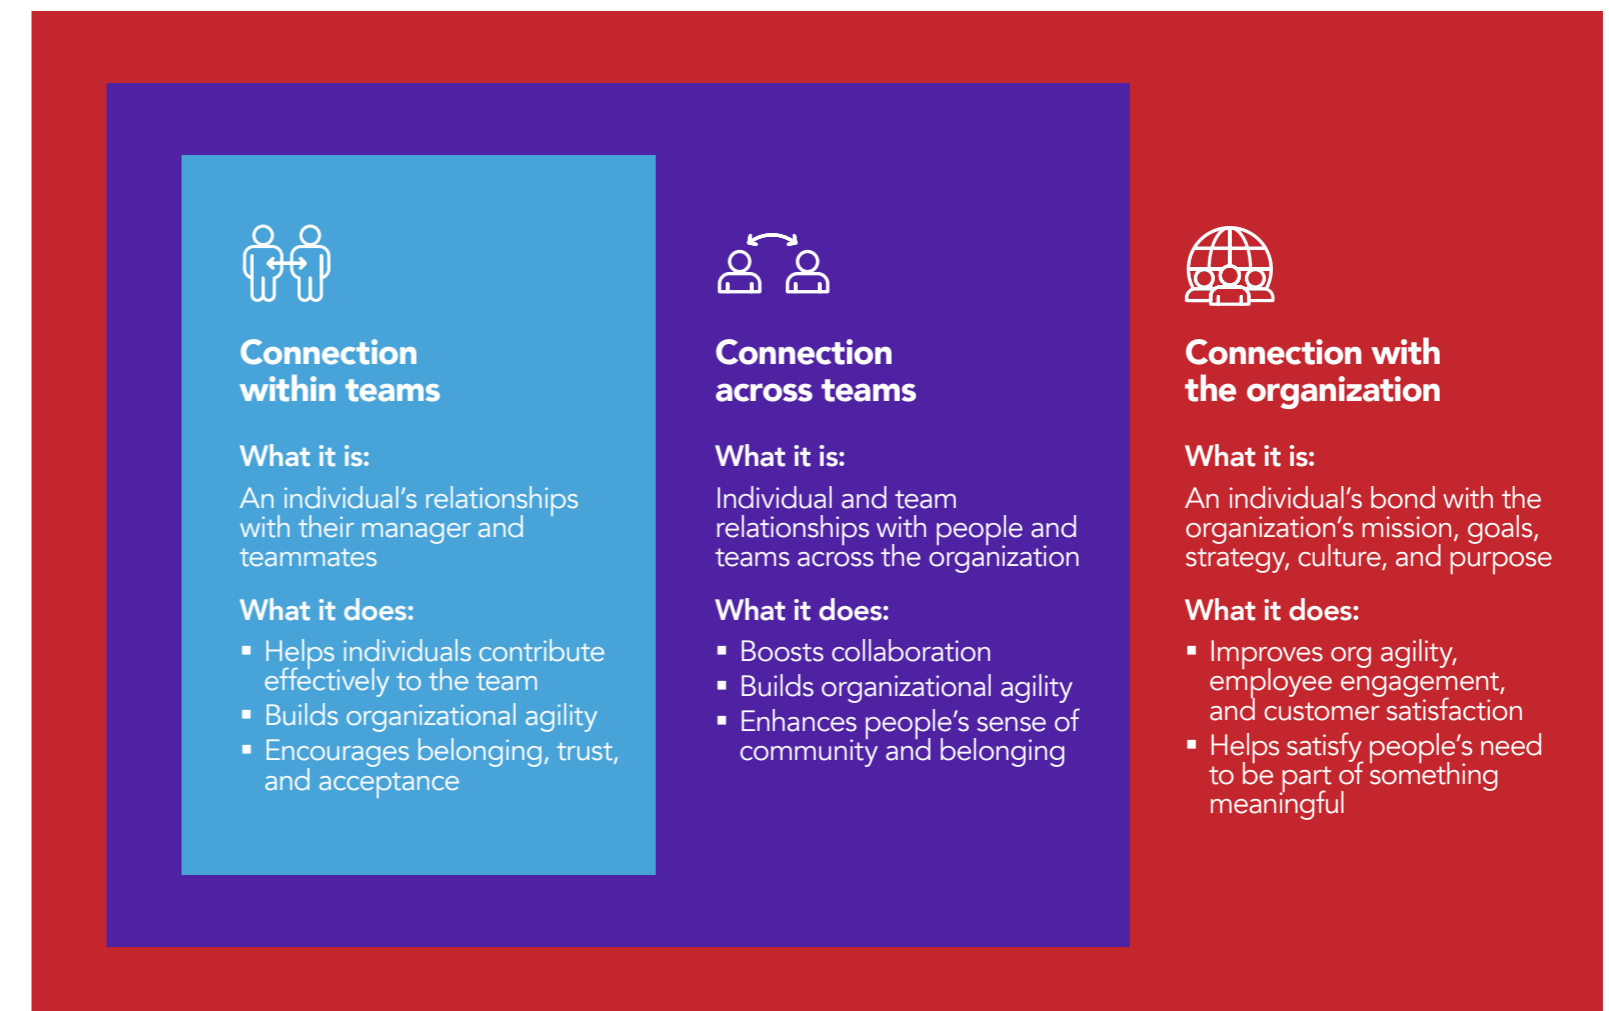 Connection
within teams
What it is:
An individual's relationships
with their manager and
teammates
What it does:
▪ Helps individuals contribute
effectively to the team
▪ Builds organizational agility
▪ Encourages belonging, trust,
and acceptance
Connection
across teams
What it is:
Individual and team
relationships with people and
teams across the organization
What it does:
▪ Boosts collaboration
▪ Builds organizational agility
▪ Enhances people's sense of
community and belonging
Connection with
the organization
What it is:
An individual's bond with the
organization's mission, goals,
strategy, culture, and purpose
What it does:
▪ Improves org agility,
employee engagement,
and customer satisfaction
▪ Helps satisfy people's need
to be part of something
meaningful